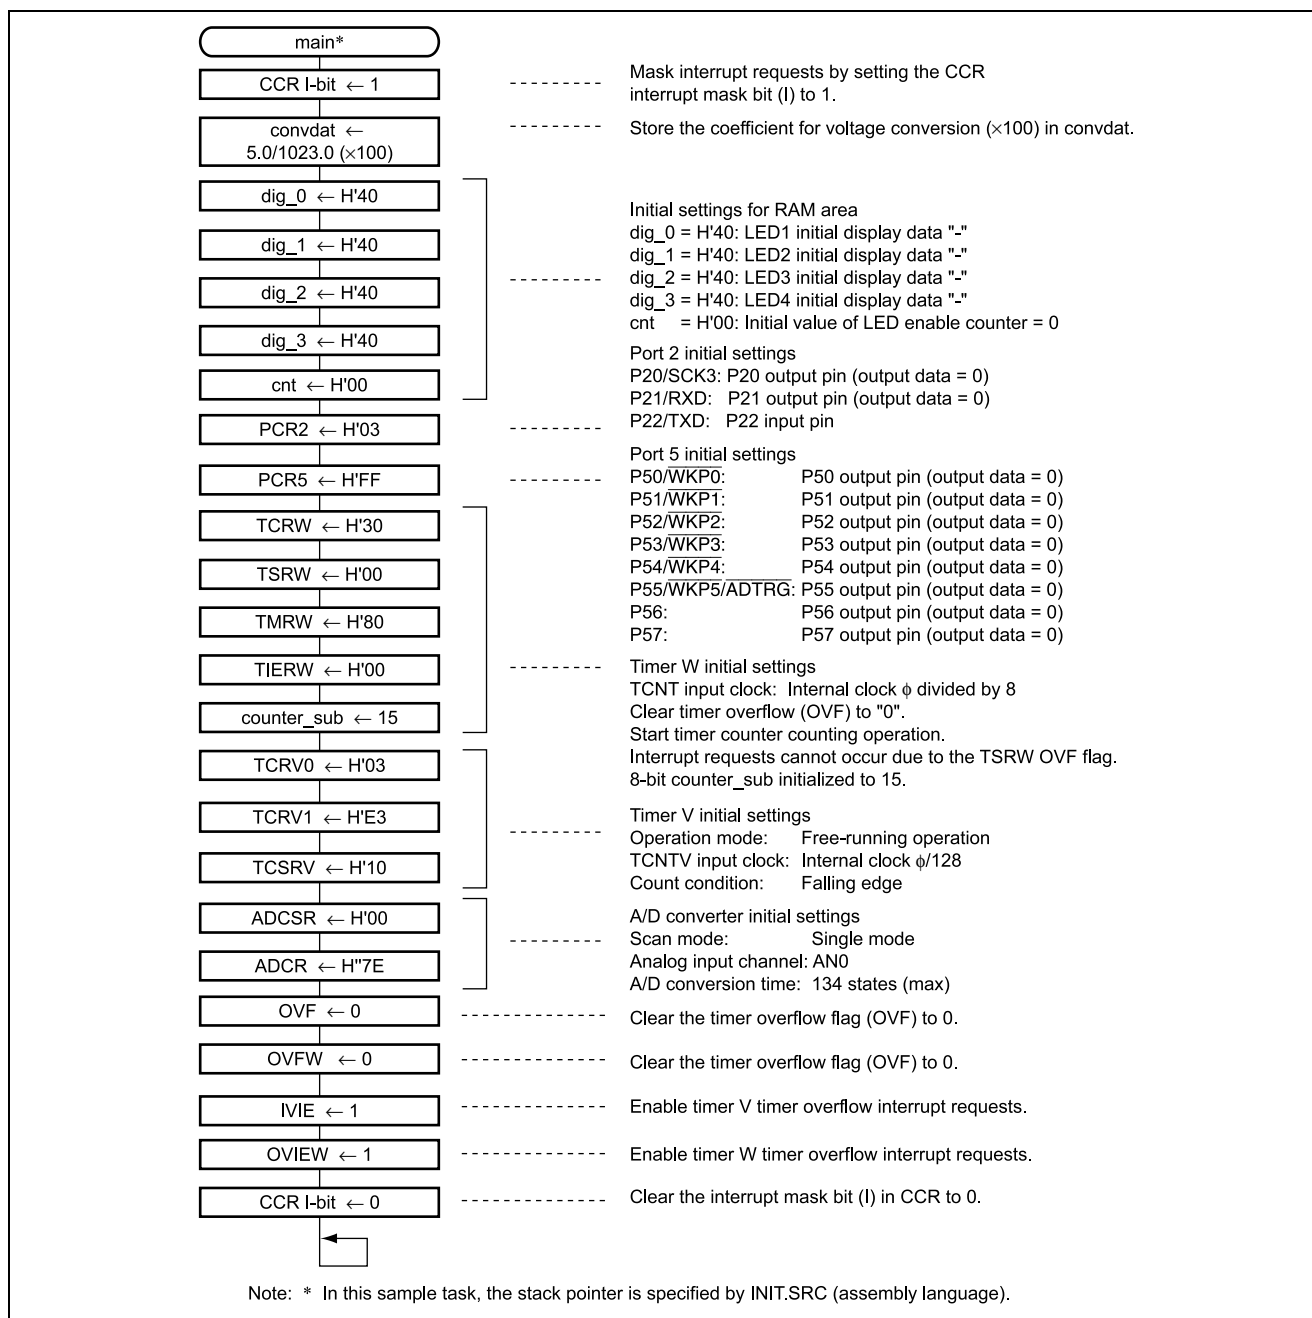 main*
CCR I-bit ← 1
Mask interrupt requests by setting the CCR
interrupt mask bit (I) to 1.
convdat ←
5.0/1023.0 (×100)
Store the coefficient for voltage conversion (×100) in convdat.
dig_0 ← H'40
dig_1 ← H'40
dig_2 ← H'40
dig_3 ← H'40
cnt ← H'00
Initial settings for RAM area
dig_0 = H'40: LED1 initial display data "-"
dig_1 = H'40: LED2 initial display data "-"
dig_2 = H'40: LED3 initial display data "-"
dig_3 = H'40: LED4 initial display data "-"
cnt = H'00: Initial value of LED enable counter = 0
PCR2 ← H'03
Port 2 initial settings
P20/SCK3: P20 output pin (output data = 0)
P21/RXD: P21 output pin (output data = 0)
P22/TXD: P22 input pin
PCR5 ← H'FF
Port 5 initial settings
P50/WKP0: P50 output pin (output data = 0)
P51/WKP1: P51 output pin (output data = 0)
P52/WKP2: P52 output pin (output data = 0)
P53/WKP3: P53 output pin (output data = 0)
P54/WKP4: P54 output pin (output data = 0)
P55/WKP5/ADTRG: P55 output pin (output data = 0)
P56: P56 output pin (output data = 0)
P57: P57 output pin (output data = 0)
TCRW ← H'30
TSRW ← H'00
TMRW ← H'80
TIERW ← H'00
counter_sub ← 15
Timer W initial settings
TCNT input clock: Internal clock ϕ divided by 8
Clear timer overflow (OVF) to "0".
Start timer counter counting operation.
Interrupt requests cannot occur due to the TSRW OVF flag.
8-bit counter_sub initialized to 15.
TCRV0 ← H'03
TCRV1 ← H'E3
TCSRV ← H'10
Timer V initial settings
Operation mode: Free-running operation
TCNTV input clock: Internal clock ϕ/128
Count condition: Falling edge
ADCSR ← H'00
ADCR ← H''7E
A/D converter initial settings
Scan mode: Single mode
Analog input channel: AN0
A/D conversion time: 134 states (max)
OVF ← 0
Clear the timer overflow flag (OVF) to 0.
OVFW ← 0
Clear the timer overflow flag (OVF) to 0.
IVIE ← 1
Enable timer V timer overflow interrupt requests.
OVIEW ← 1
Enable timer W timer overflow interrupt requests.
CCR I-bit ← 0
Clear the interrupt mask bit (I) in CCR to 0.
Note: * In this sample task, the stack pointer is specified by INIT.SRC (assembly language).